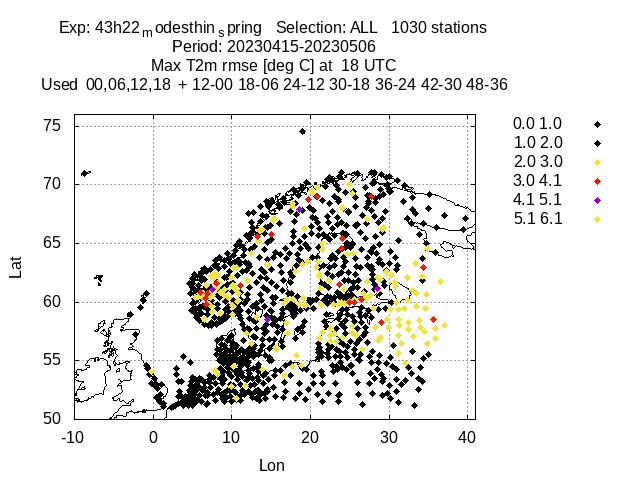 Exp: 43h22modesthinspring   Selection: ALL   1030 stations
Period: 20230415-20230506
Max T2m rmse [deg C] at  18 UTC
Used  00,06,12,18  + 12-00 18-06 24-12 30-18 36-24 42-30 48-36
0.0 1.0
1.0 2.0
2.0 3.0
3.0 4.1
4.1 5.1
5.1 6.1
75
70
65
60
55
50
Lat
-10 0 10 20 30 40
Lon